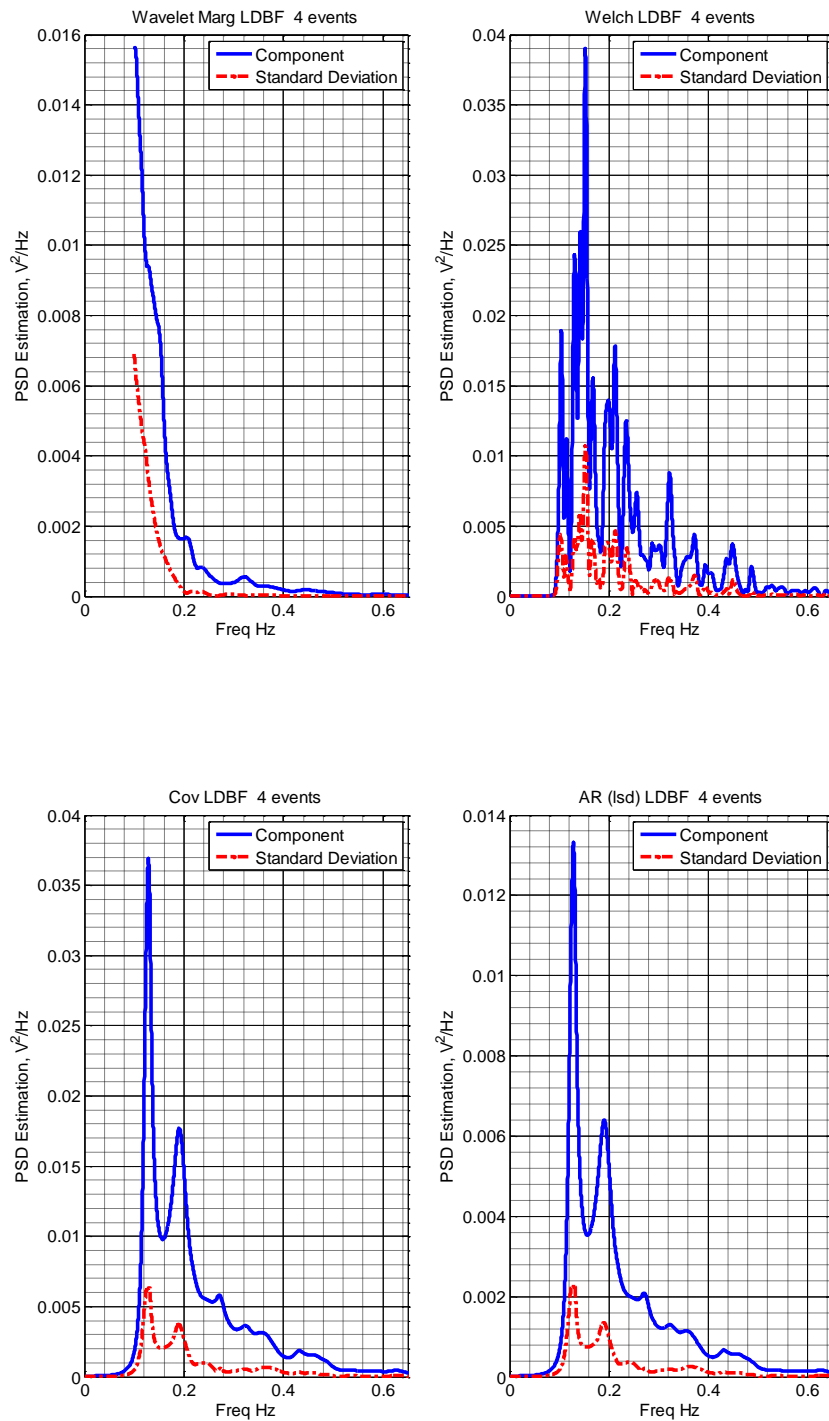 Wavelet Marg LDBF 4 events
0.016
0.014
0.012
0.01
0.008
0.006
0.004
0.002
0
PSD Estimation, V²/Hz
Component
Standard Deviation
0
0.2
0.4
0.6
Freq Hz
Welch LDBF 4 events
0.04
0.035
0.03
0.025
0.02
0.015
0.01
0.005
0
PSD Estimation, V²/Hz
Component
Standard Deviation
0
0.2
0.4
0.6
Freq Hz
Cov LDBF 4 events
0.04
0.035
0.03
0.025
0.02
0.015
0.01
0.005
0
PSD Estimation, V²/Hz
Component
Standard Deviation
0
0.2
0.4
0.6
Freq Hz
AR (lsd) LDBF 4 events
0.014
0.012
0.01
0.008
0.006
0.004
0.002
0
PSD Estimation, V²/Hz
Component
Standard Deviation
0
0.2
0.4
0.6
Freq Hz